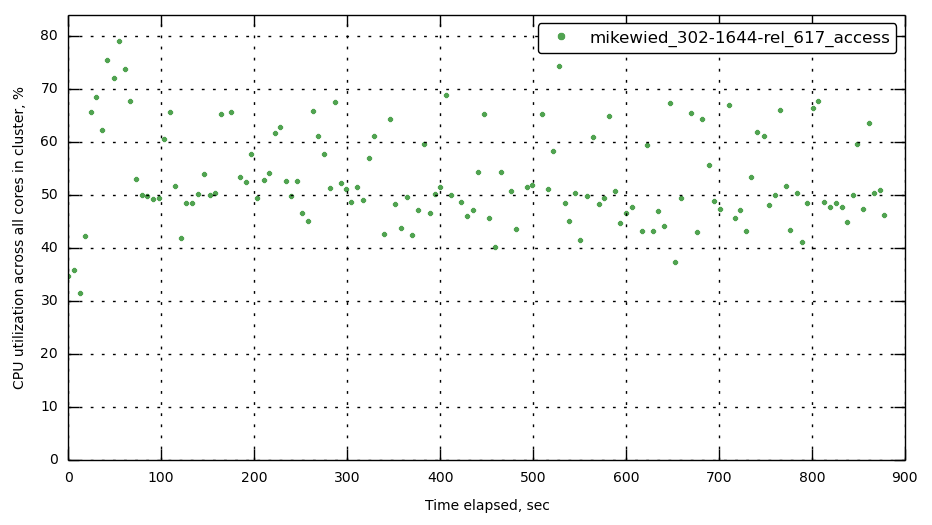 mikewied_302-1644-rel_617_access
CPU utilization across all cores in cluster, %
80
70
60
50
40
30
20
10
0
0 100 200 300 400 500 600 700 800 900
Time elapsed, sec